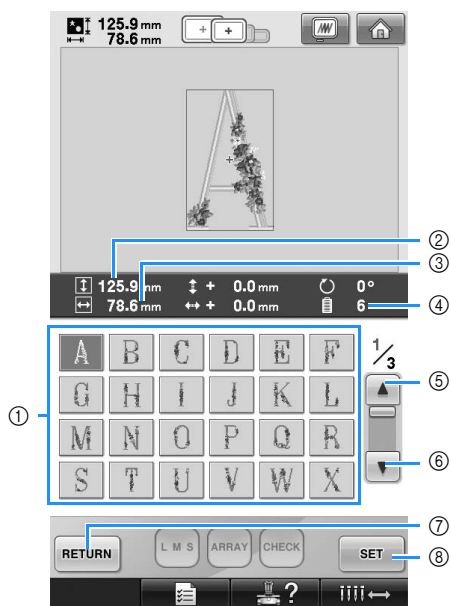 125.9 mm
78.6 mm
A
②
③
125.9 mm + 0.0 mm 0°
78.6 mm + 0.0 mm 6 ④
A B C D E F 1/3
⑤
G H I J K L
①
M N O P Q R
⑥
S T U V W X
⑦
RETURN L M S ARRAY CHECK SET ⑧
?